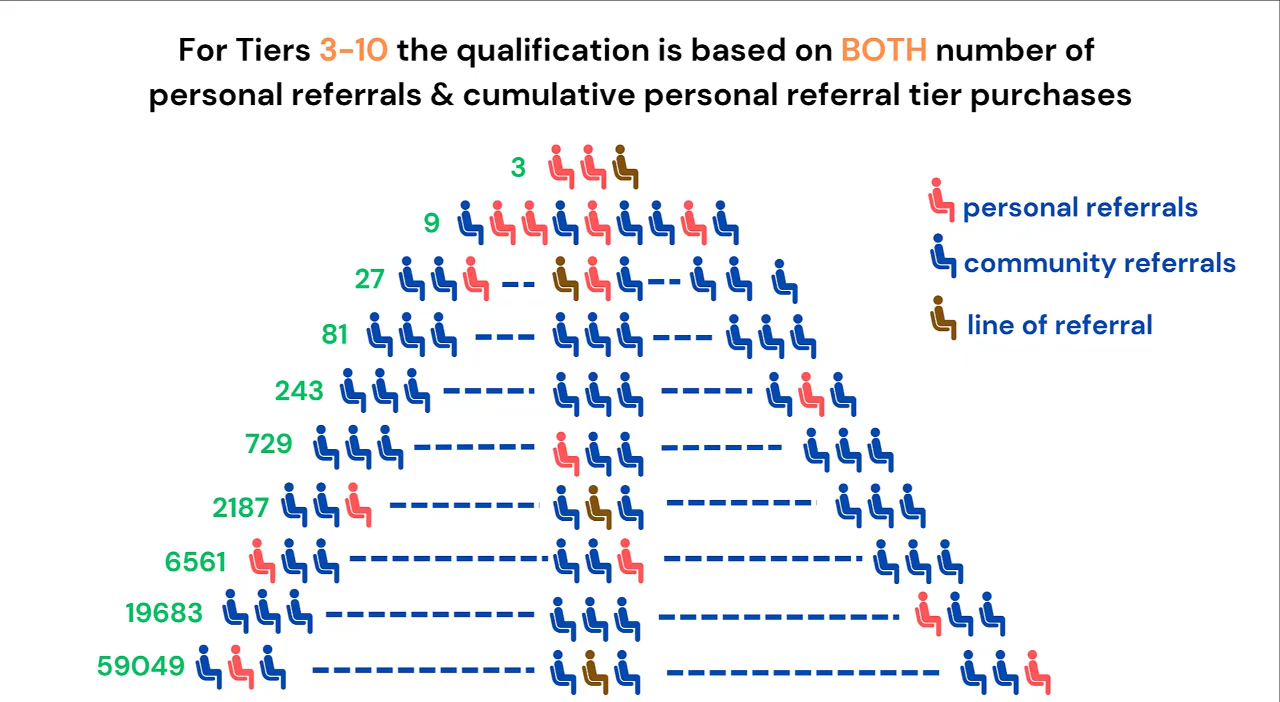 For Tiers 3-10 the qualification is based on BOTH number of
personal referrals & cumulative personal referral tier purchases
3
9
27
81
243
729
2187
6561
19683
59049
personal referrals
community referrals
line of referral